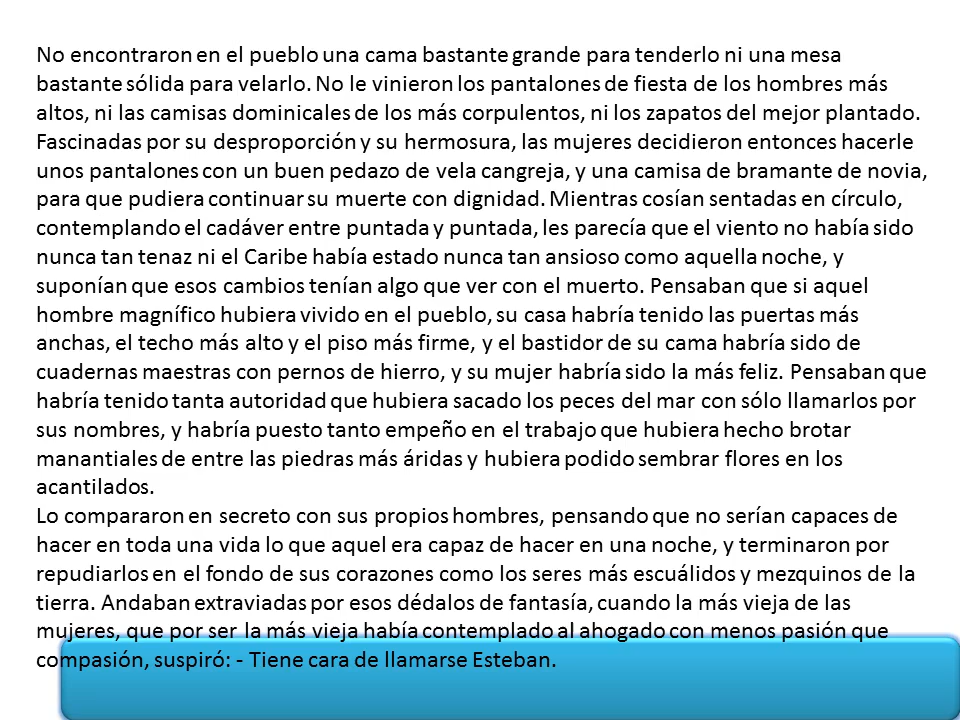 No encontraron en el pueblo una cama bastante grande para tenderlo ni una mesa
bastante sólida para velarlo. No le vinieron los pantalones de fiesta de los hombres más
altos, ni las camisas dominicales de los más corpulentos, ni los zapatos del mejor plantado.
Fascinadas por su desproporción y su hermosura, las mujeres decidieron entonces hacerle
unos pantalones con un buen pedazo de vela cangreja, y una camisa de bramante de novia,
para que pudiera continuar su muerte con dignidad. Mientras cosían sentadas en círculo,
contemplando el cadáver entre puntada y puntada, les parecía que el viento no había sido
nunca tan tenaz ni el Caribe había estado nunca tan ansioso como aquella noche, y
suponían que esos cambios tenían algo que ver con el muerto. Pensaban que si aquel
hombre magnífico hubiera vivido en el pueblo, su casa habría tenido las puertas más
anchas, el techo más alto y el piso más firme, y el bastidor de su cama habría sido de
cuadernas maestras con pernos de hierro, y su mujer habría sido la más feliz. Pensaban que
habría tenido tanta autoridad que hubiera sacado los peces del mar con sólo llamarlos por
sus nombres, y habría puesto tanto empeño en el trabajo que hubiera hecho brotar
manantiales de entre las piedras más áridas y hubiera podido sembrar flores en los
acantilados.
Lo compararon en secreto con sus propios hombres, pensando que no serían capaces de
hacer en toda una vida lo que aquel era capaz de hacer en una noche, y terminaron por
repudiarlos en el fondo de sus corazones como los seres más escuálidos y mezquinos de la
tierra. Andaban extraviadas por esos dédalos de fantasía, cuando la más vieja de las
mujeres, que por ser la más vieja había contemplado al ahogado con menos pasión que
compasión, suspiró: - Tiene cara de llamarse Esteban.